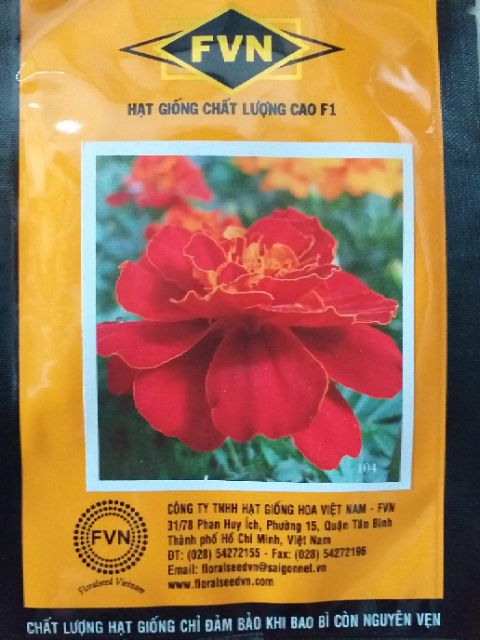 FVN
HẠT GIỐNG CHẤT LƯỢNG CAO F1
104
FVN
Floralseed Vietnam
CÔNG TY TNHH HẠT GIỐNG HOA VIỆT NAM - FVN
31/78 Phan Huy Ích, Phường 15, Quận Tân Bình
Thành phố Hồ Chí Minh, Việt Nam
ĐT: (028) 54272155 - Fax: (028) 54272196
Email: floralseedvn@saigonnet.vn
www.floralseedvn.com
CHẤT LƯỢNG HẠT GIỐNG CHỈ ĐẢM BẢO KHI BAO BÌ CÒN NGUYÊN VẸN